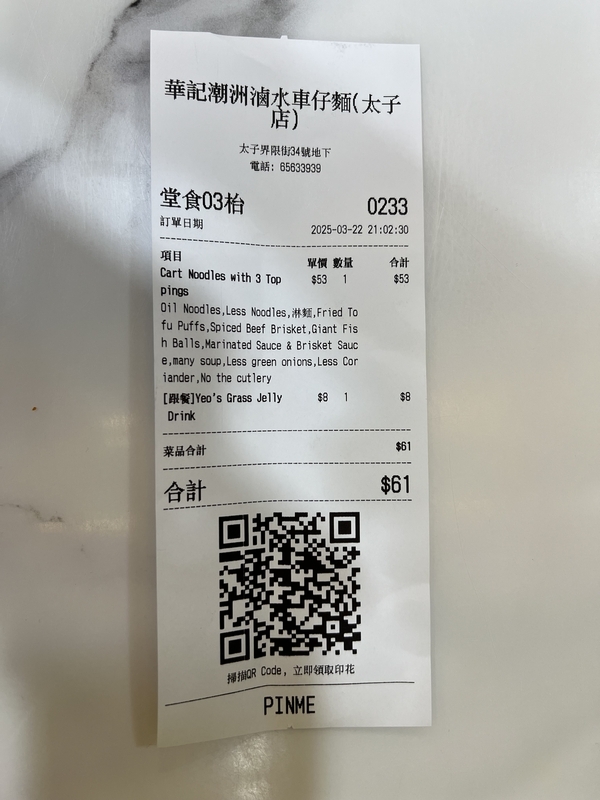 華記潮洲滷水車仔麵(太子
店)
太子界限街34號地下
電話: 65633939
堂食03枱 0233
訂單日期 2025-03-22 21:02:30
項目 單價 數量 合計
Cart Noodles with 3 Top $53 1 $53
pings
Oil Noodles,Less Noodles,淋麵,Fried To
fu Puffs,Spiced Beef Brisket,Giant Fis
h Balls,Marinated Sauce & Brisket Sauc
e,many soup,Less green onions,Less Cor
iander,No the cutlery
[跟餐]Yeo's Grass Jelly $8 1 $8
Drink
菜品合計 $61
合計 $61
掃描QR Code, 立即領取印花
PINME